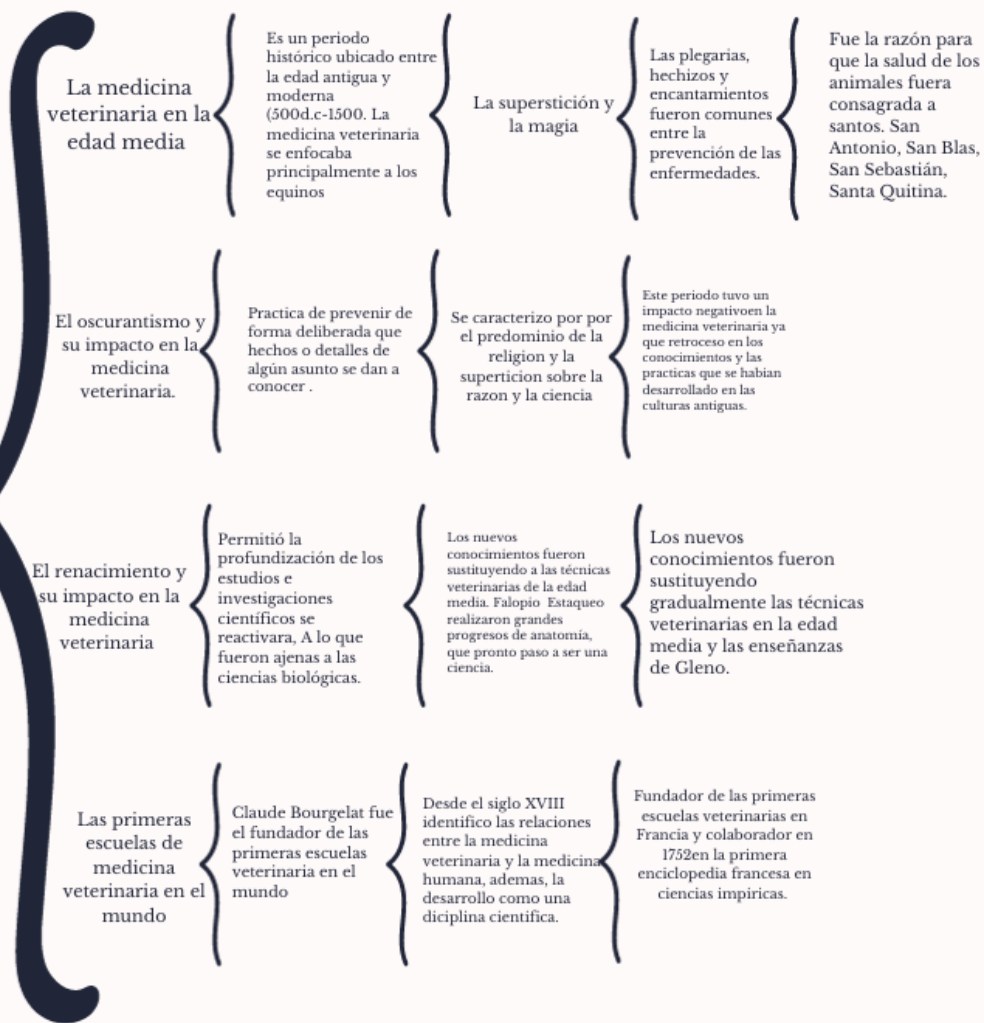 La medicina
veterinaria en la
edad media
Es un periodo
histórico ubicado entre
la edad antigua y
moderna
(500d.c-1500. La
medicina veterinaria
se enfocaba
principalmente a los
equinos
La superstición y
la magia
Las plegarias,
hechizos y
encantamientos
fueron comunes
entre la
prevención de las
enfermedades.
Fue la razón para
que la salud de los
animales fuera
consagrada a
santos. San
Antonio, San Blas,
San Sebastián,
Santa Quitina.
El oscurantismo y
su impacto en la
medicina
veterinaria.
Practica de prevenir de
forma deliberada que
hechos o detalles de
algún asunto se dan a
conocer .
Se caracterizo por por
el predominio de la
religion y la
superticion sobre la
razon y la ciencia
Este periodo tuvo un
impacto negativoen la
medicina veterinaria ya
que retroceso en los
conocimientos y las
practicas que se habian
desarrollado en las
culturas antiguas.
El renacimiento y
su impacto en la
medicina
veterinaria
Permitió la
profundización de los
estudios e
investigaciones
científicos se
reactivara, A lo que
fueron ajenas a las
ciencias biológicas.
Los nuevos
conocimientos fueron
sustituyendo a las técnicas
veterinarias de la edad
media. Falopio Estaqueo
realizaron grandes
progresos de anatomía,
que pronto paso a ser una
ciencia.
Los nuevos
conocimientos fueron
sustituyendo
gradualmente las técnicas
veterinarias en la edad
media y las enseñanzas
de Gleno.
Las primeras
escuelas de
medicina
veterinaria en el
mundo
Claude Bourgelat fue
el fundador de las
primeras escuelas
veterinaria en el
mundo
Desde el siglo XVIII
identifico las relaciones
entre la medicina
veterinaria y la medicina
humana, ademas, la
desarrollo como una
diciplina cientifica.
Fundador de las primeras
escuelas veterinarias en
Francia y colaborador en
1752en la primera
enciclopedia francesa en
ciencias impiricas.